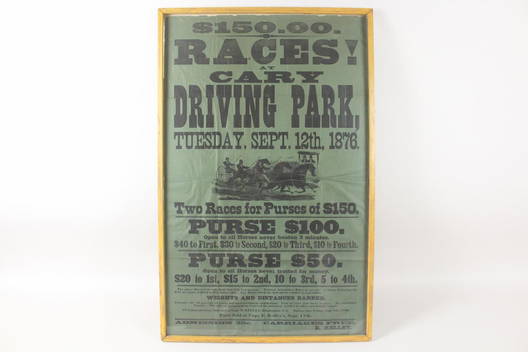 $150.00.
RACES!
AT
CARY
DRIVING PARK,
TUESDAY, SEPT. 12th, 1876.
Two Races for Purses of $150.
PURSE $100.
Open to all Horses never beaten 3 minutes.
$40 to First, $30 to Second, $20 to Third, $10 to Fourth.
PURSE $50.
Open to all Horses never trotted for money.
$20 to 1st, $15 to 2nd, 10 to 3rd, 5 to 4th.
WEIGHTS AND DISTANCES BARRED.
ADMISSION 25c. CARRIAGES FREE.
KELLEY.